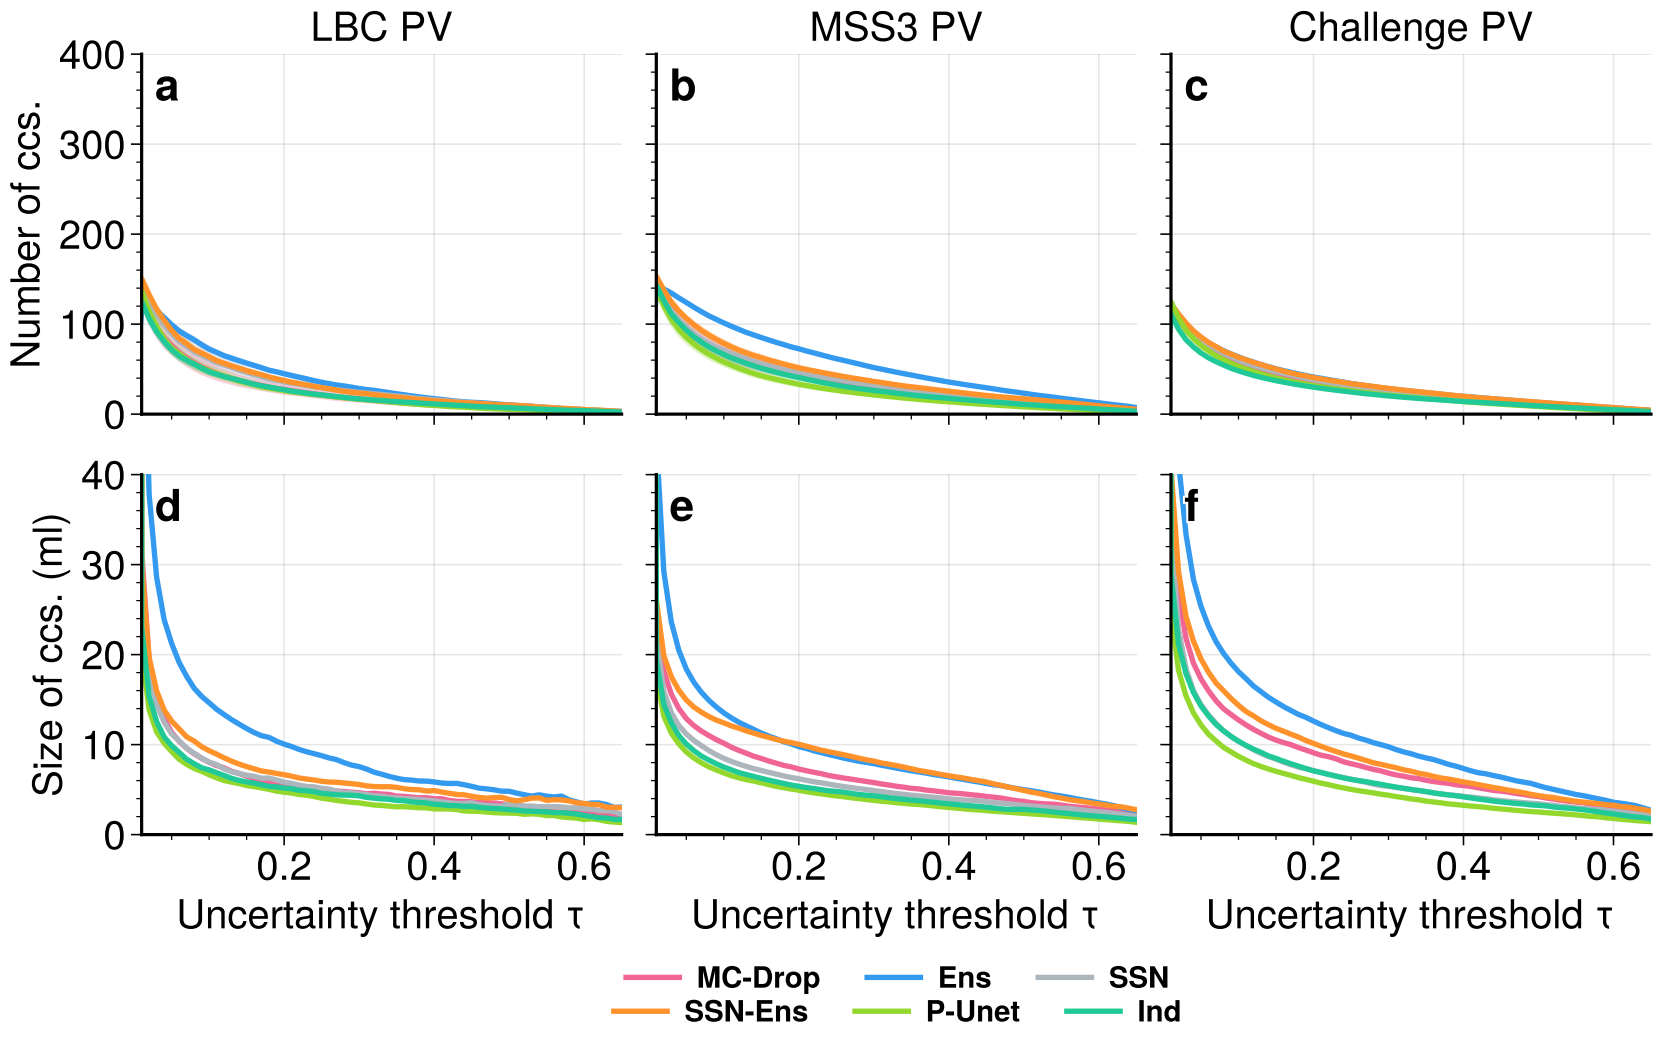 LBC PV MSS3 PV Challenge PV
400
a b c
300
200
100
0
Number of ccs.
40
d e f
30
20
10
0
Size of ccs. (ml)
0.2 0.4 0.6 0.2 0.4 0.6 0.2 0.4 0.6
Uncertainty threshold τ Uncertainty threshold τ Uncertainty threshold τ
MC-Drop Ens SSN
SSN-Ens P-Unet Ind